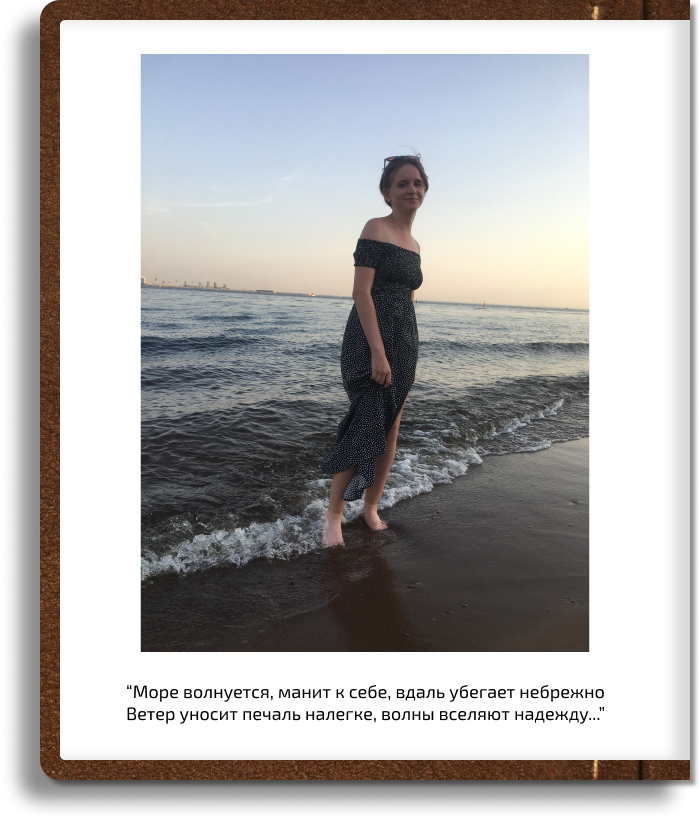 “Море волнуется, манит к себе, вдаль убегает небрежно
Ветер уносит печаль налегке, волны вселяют надежду...”